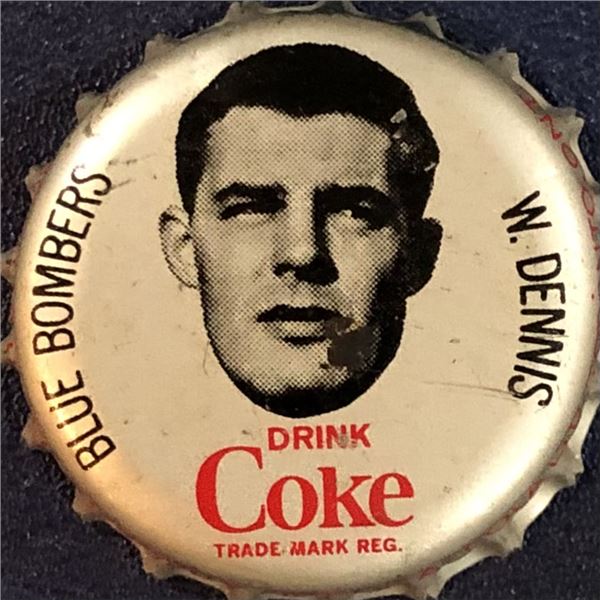 BLUE BOMBERS
W. DENNIS
DRINK
Coke
TRADE MARK REG.